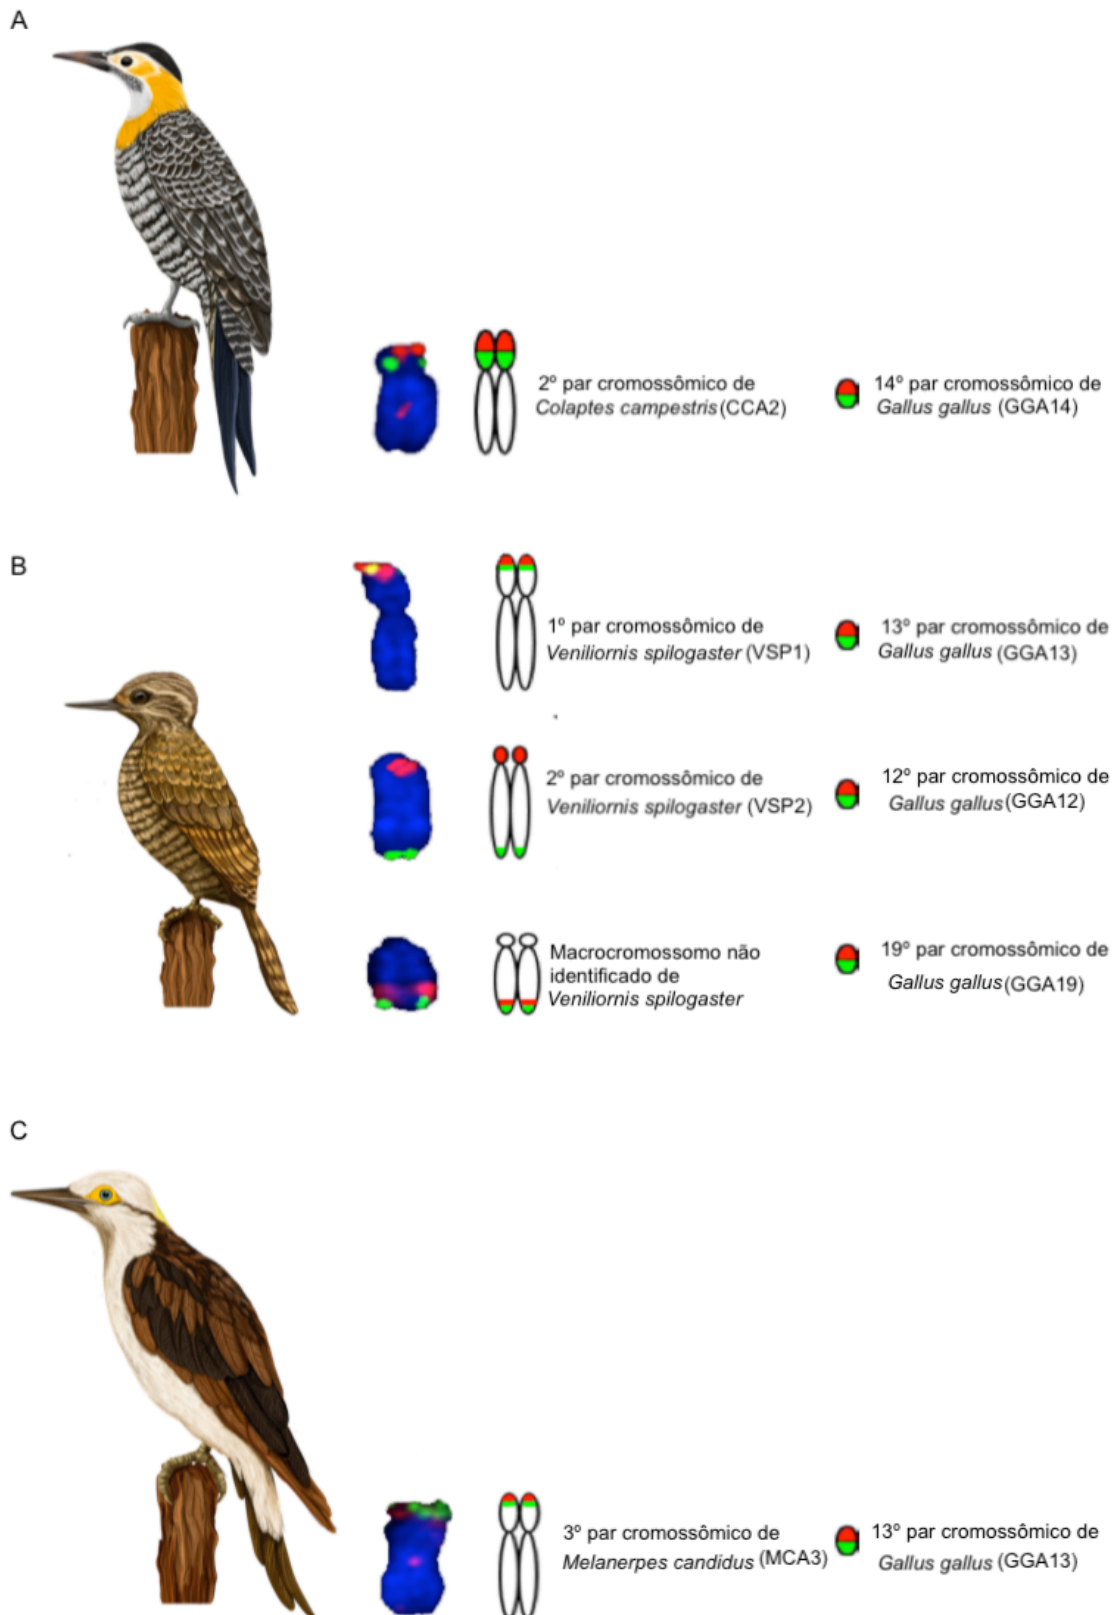 A
2º par cromossômico de
Colaptes campestris (CCA2)
14º par cromossômico de
Gallus gallus (GGA14)
B
1º par cromossômico de
Veniliornis spilogaster (VSP1)
13º par cromossômico de
Gallus gallus (GGA13)
2º par cromossômico de
Veniliornis spilogaster (VSP2)
12º par cromossômico de
Gallus gallus (GGA12)
Macrocromossomo não
identificado de
Veniliornis spilogaster
19º par cromossômico de
Gallus gallus (GGA19)
C
3º par cromossômico de
Melanerpes candidus (MCA3)
13º par cromossômico de
Gallus gallus (GGA13)